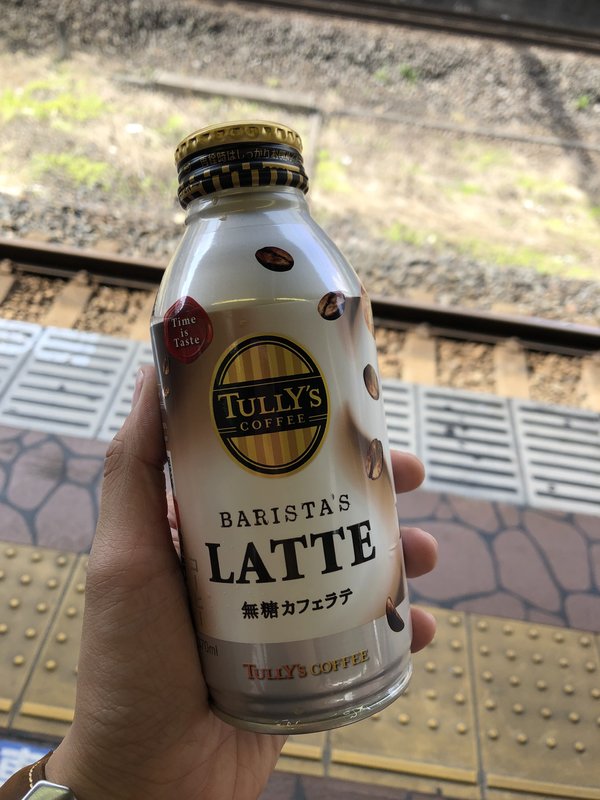 Time
is
Taste
TULLY'S
COFFEE
BARISTA'S
LATTE
無糖カフェラテ
TULLY'S COFFEE